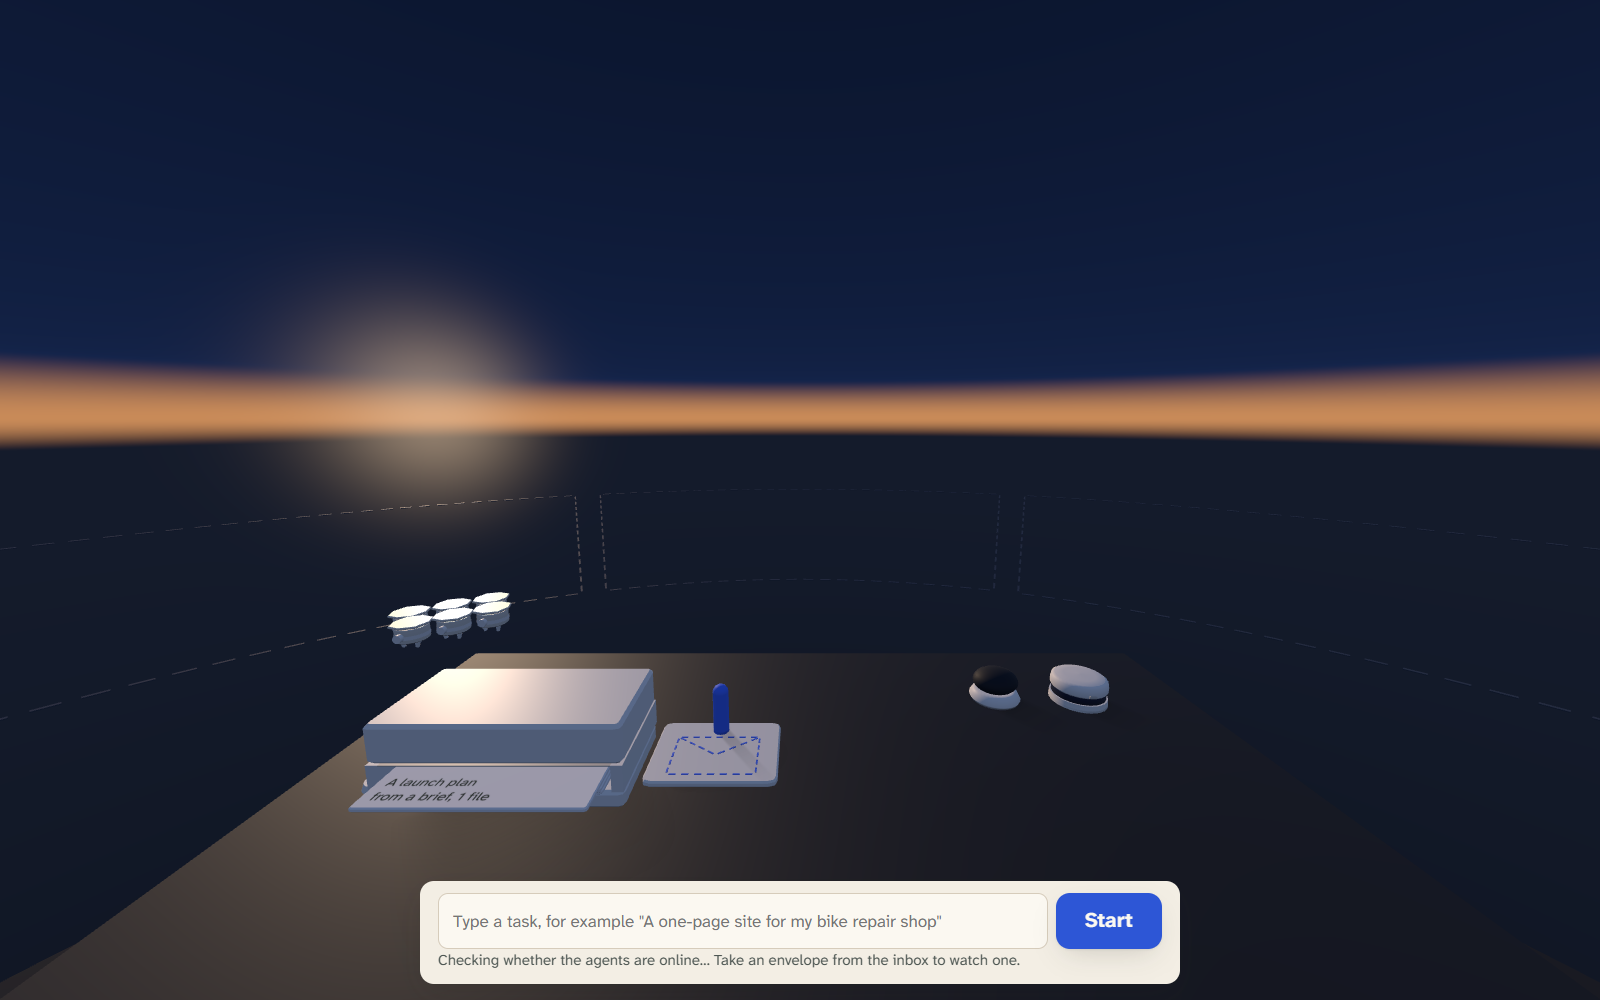 A launch plan
from a brief, 1 file
Type a task, for example "A one-page site for my bike repair shop"
Start
Checking whether the agents are online... Take an envelope from the inbox to watch one.